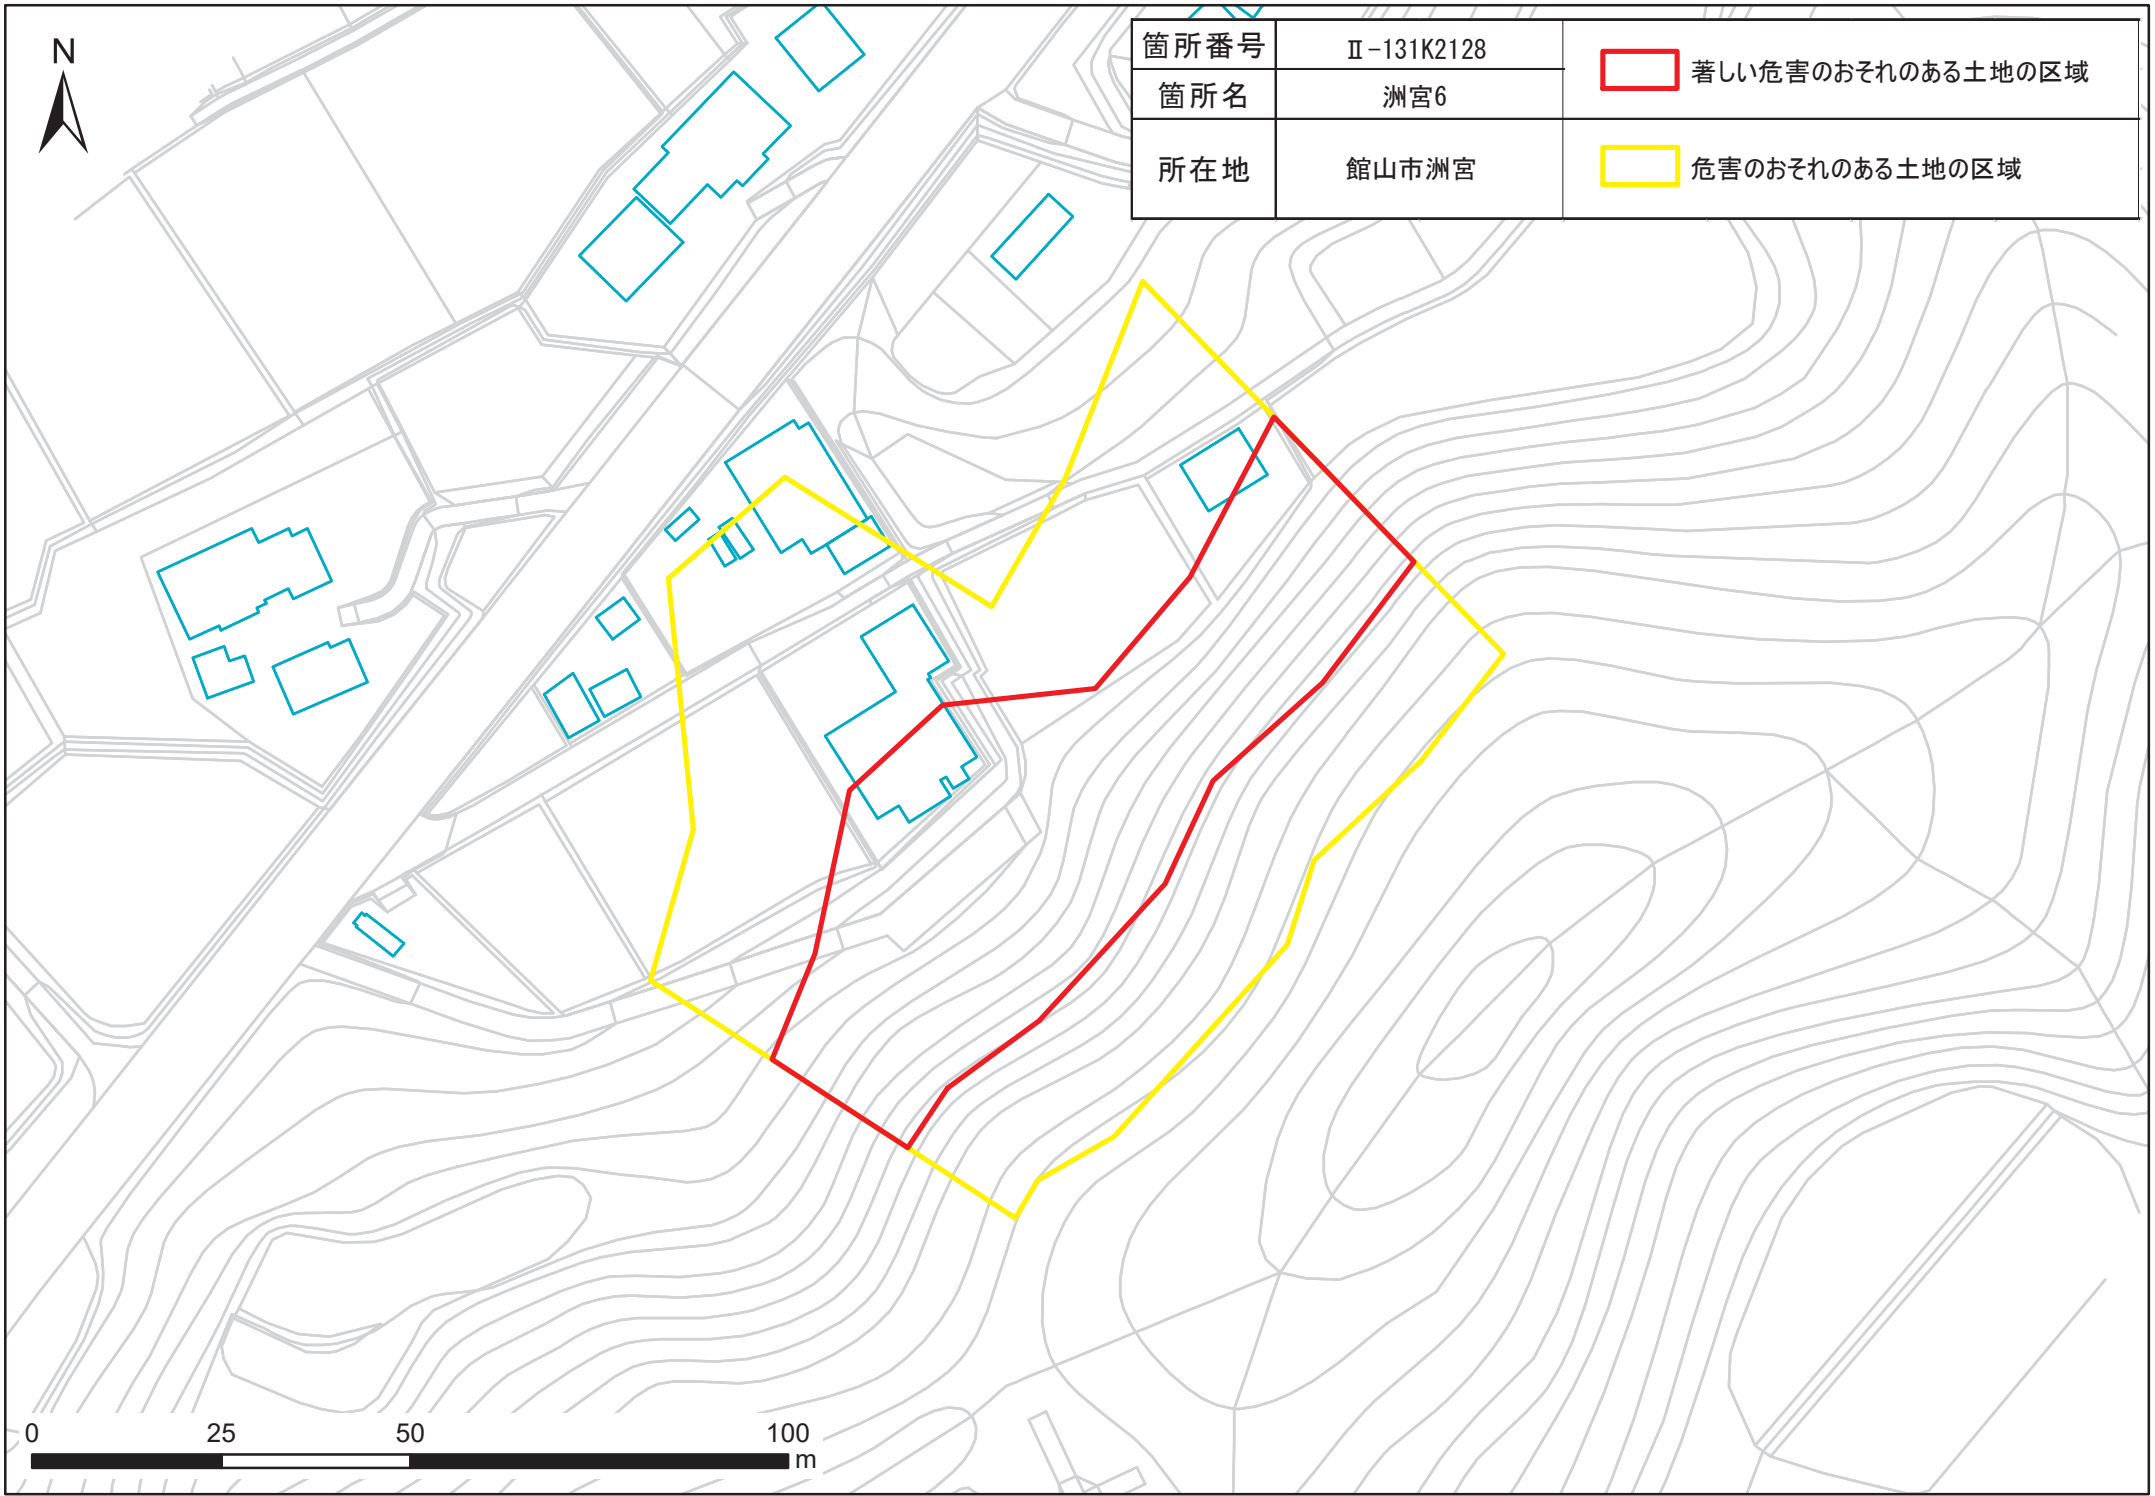 N
箇所番号
Ⅱ-131K2128
著しい危害のおそれのある土地の区域
箇所名
洲宮6
所在地
館山市洲宮
危害のおそれのある土地の区域
0 25 50 100
m